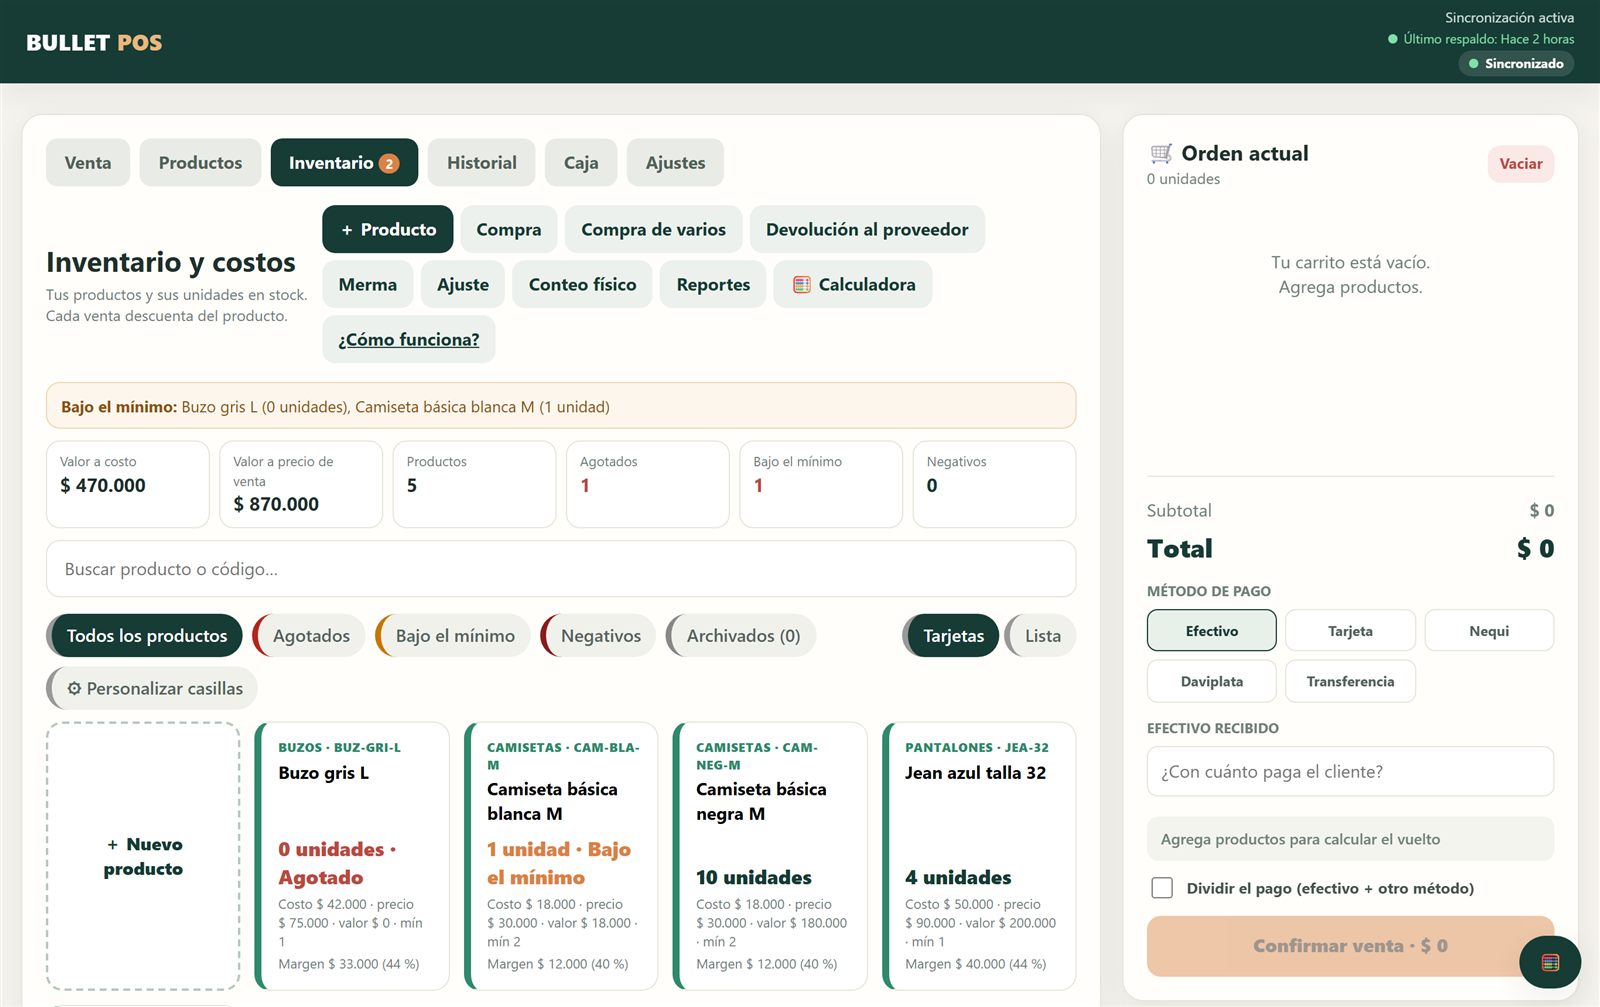 BULLET POS
Sincronización activa
Último respaldo: Hace 2 horas
Sincronizado
Venta
Productos
Inventario 2
Historial
Caja
Ajustes
Inventario y costos
Tus productos y sus unidades en stock.
Cada venta descuenta del producto.
+ Producto
Compra
Compra de varios
Devolución al proveedor
Merma
Ajuste
Conteo físico
Reportes
Calculadora
¿Cómo funciona?
Bajo el mínimo: Buzo gris L (0 unidades), Camiseta básica blanca M (1 unidad)
Valor a costo
$ 470.000
Valor a precio de
venta
$ 870.000
Productos
5
Agotados
1
Bajo el mínimo
1
Negativos
0
Buscar producto o código...
Todos los productos
Agotados
Bajo el mínimo
Negativos
Archivados (0)
Tarjetas
Lista
Personalizar casillas
+ Nuevo
producto
BUZOS · BUZ-GRI-L
Buzo gris L
0 unidades ·
Agotado
Costo $ 42.000 · precio
$ 75.000 · valor $ 0 · mín
1
Margen $ 33.000 (44 %)
CAMISETAS · CAM-BLA-
M
Camiseta básica
blanca M
1 unidad · Bajo
el mínimo
Costo $ 18.000 · precio
$ 30.000 · valor $ 18.000 ·
mín 2
Margen $ 12.000 (40 %)
CAMISETAS · CAM-
NEG-M
Camiseta básica
negra M
10 unidades
Costo $ 18.000 · precio
$ 30.000 · valor $ 180.000
· mín 2
Margen $ 12.000 (40 %)
PANTALONES · JEA-32
Jean azul talla 32
4 unidades
Costo $ 50.000 · precio
$ 90.000 · valor $ 200.000
· mín 1
Margen $ 40.000 (44 %)
Orden actual
0 unidades
Vaciar
Tu carrito está vacío.
Agrega productos.
Subtotal $ 0
Total $ 0
MÉTODO DE PAGO
Efectivo
Tarjeta
Nequi
Daviplata
Transferencia
EFECTIVO RECIBIDO
¿Con cuánto paga el cliente?
Agrega productos para calcular el vuelto
Dividir el pago (efectivo + otro método)
Confirmar venta · $ 0